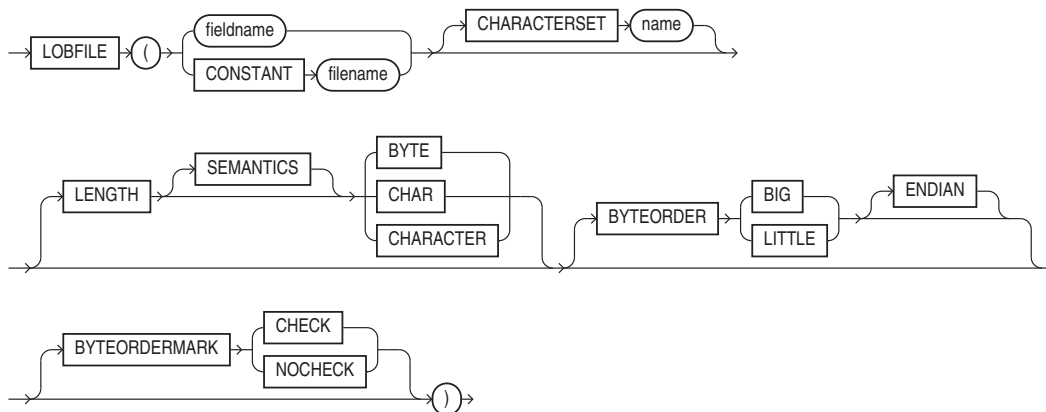 LOBFILE ( fieldname CHARACTERSET name
CONSTANT filename
LENGTH SEMANTICS BYTE BYTEORDER BIG ENDIAN
CHAR LITTLE
CHARACTER
BYTEORDERMARK CHECK
NOCHECK )